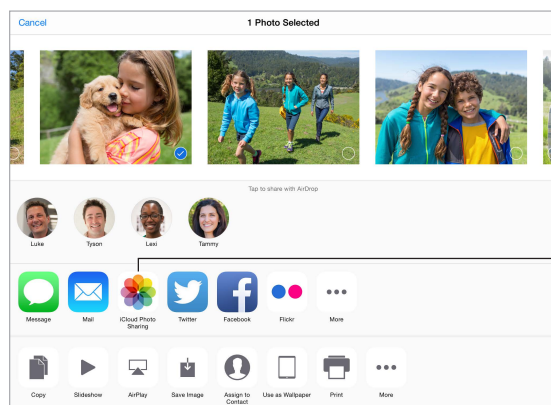 Cancel 1 Photo Selected
Tap to share with AirDrop
Luke Tyson Lexi Tammy
Message Mail iCloud Photo Sharing Twitter Facebook Flickr More
Copy Slideshow AirPlay Save Image Assign to Contact Use as Wallpaper Print More